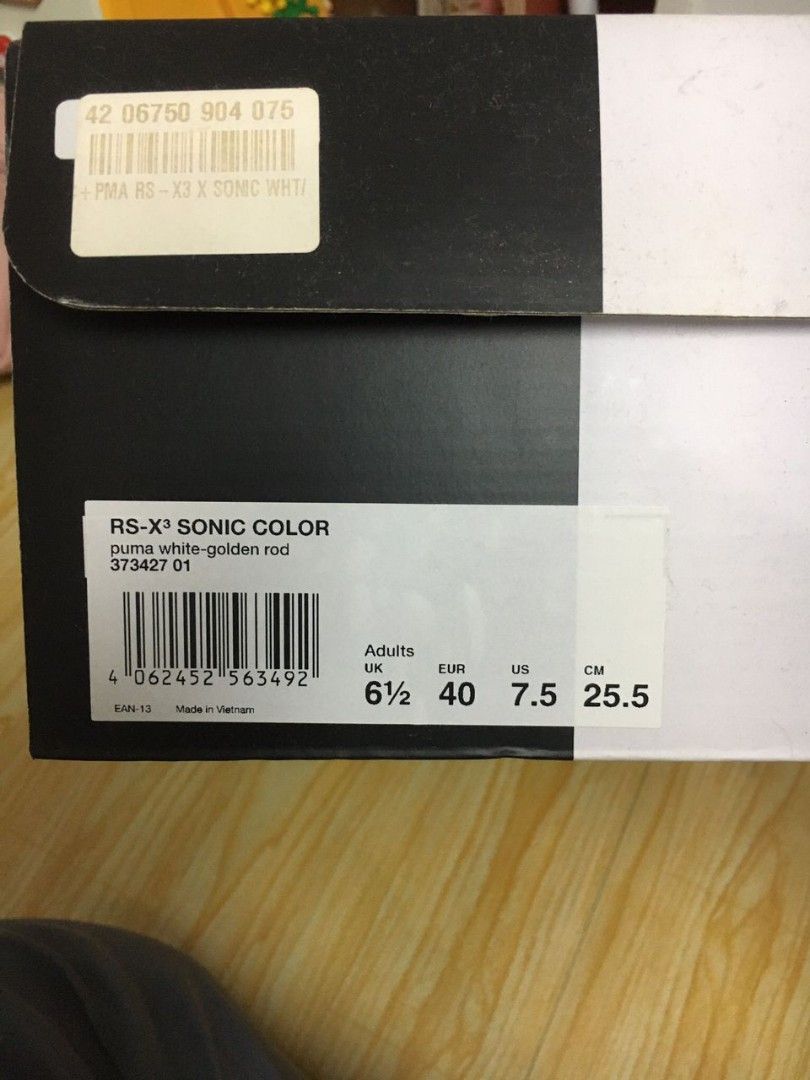 42 06750 904 075
+ PMA RS-X3 X SONIC WHT/
RS-X³ SONIC COLOR
puma white-golden rod
373427 01
4 062452 563492
EAN-13 Made in Vietnam
Adults
UK EUR US CM
6½ 40 7.5 25.5